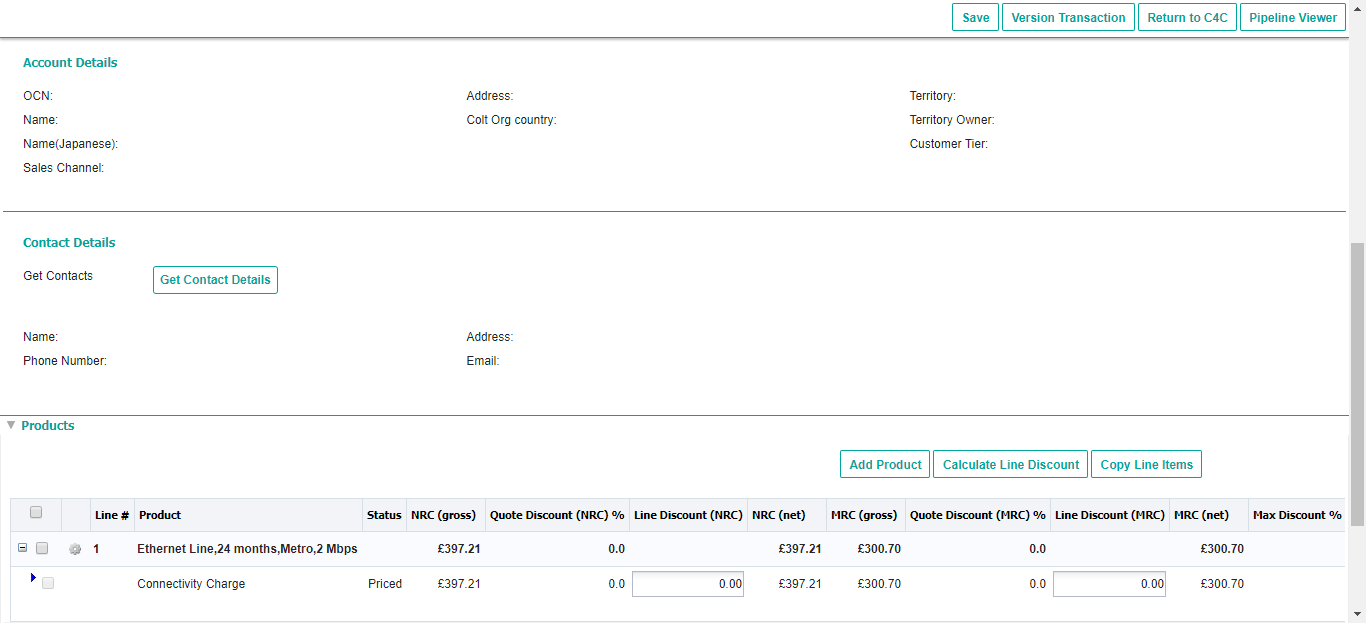 Save Version Transaction Return to C4C Pipeline Viewer
Account Details
OCN: Address: Territory:
Name: Colt Org country: Territory Owner:
Name(Japanese): Customer Tier:
Sales Channel:
Contact Details
Get Contacts Get Contact Details
Name: Address:
Phone Number: Email:
Products
Add Product Calculate Line Discount Copy Line Items
Line # Product Status NRC (gross) Quote Discount (NRC) % Line Discount (NRC) NRC (net) MRC (gross) Quote Discount (MRC) % Line Discount (MRC) MRC (net) Max Discount %
1 Ethernet Line,24 months,Metro,2 Mbps £397.21 0.0 £397.21 £300.70 0.0 £300.70
Connectivity Charge Priced £397.21 0.0 0.00 £397.21 £300.70 0.0 0.00 £300.70